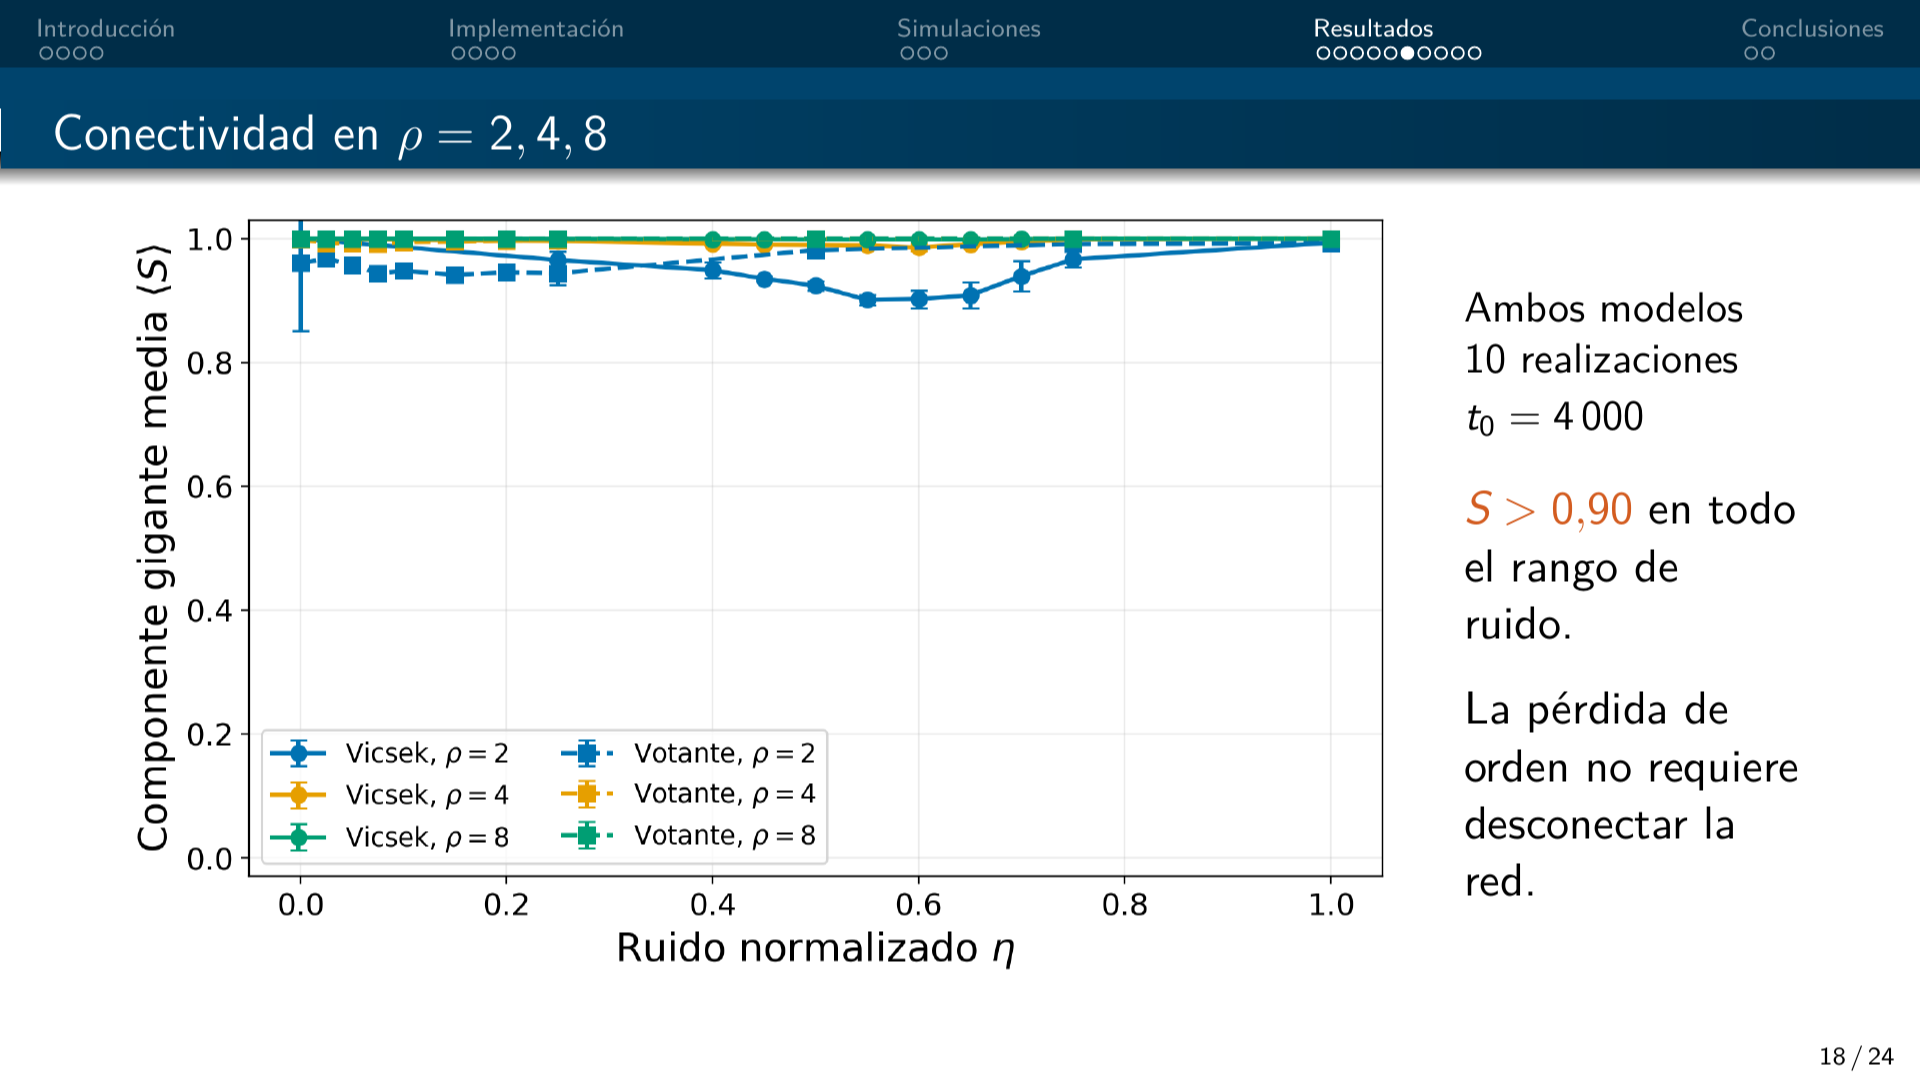 Introducción
Implementación
Simulaciones
Resultados
Conclusiones
Conectividad en ρ = 2, 4, 8
Componente gigante media ⟨S⟩
1.0
0.8
0.6
0.4
0.2
0.0
Vicsek, ρ = 2
Vicsek, ρ = 4
Vicsek, ρ = 8
Votante, ρ = 2
Votante, ρ = 4
Votante, ρ = 8
0.0 0.2 0.4 0.6 0.8 1.0
Ruido normalizado η
Ambos modelos
10 realizaciones
t₀ = 4 000
S > 0,90 en todo
el rango de
ruido.
La pérdida de
orden no requiere
desconectar la
red.
18 / 24